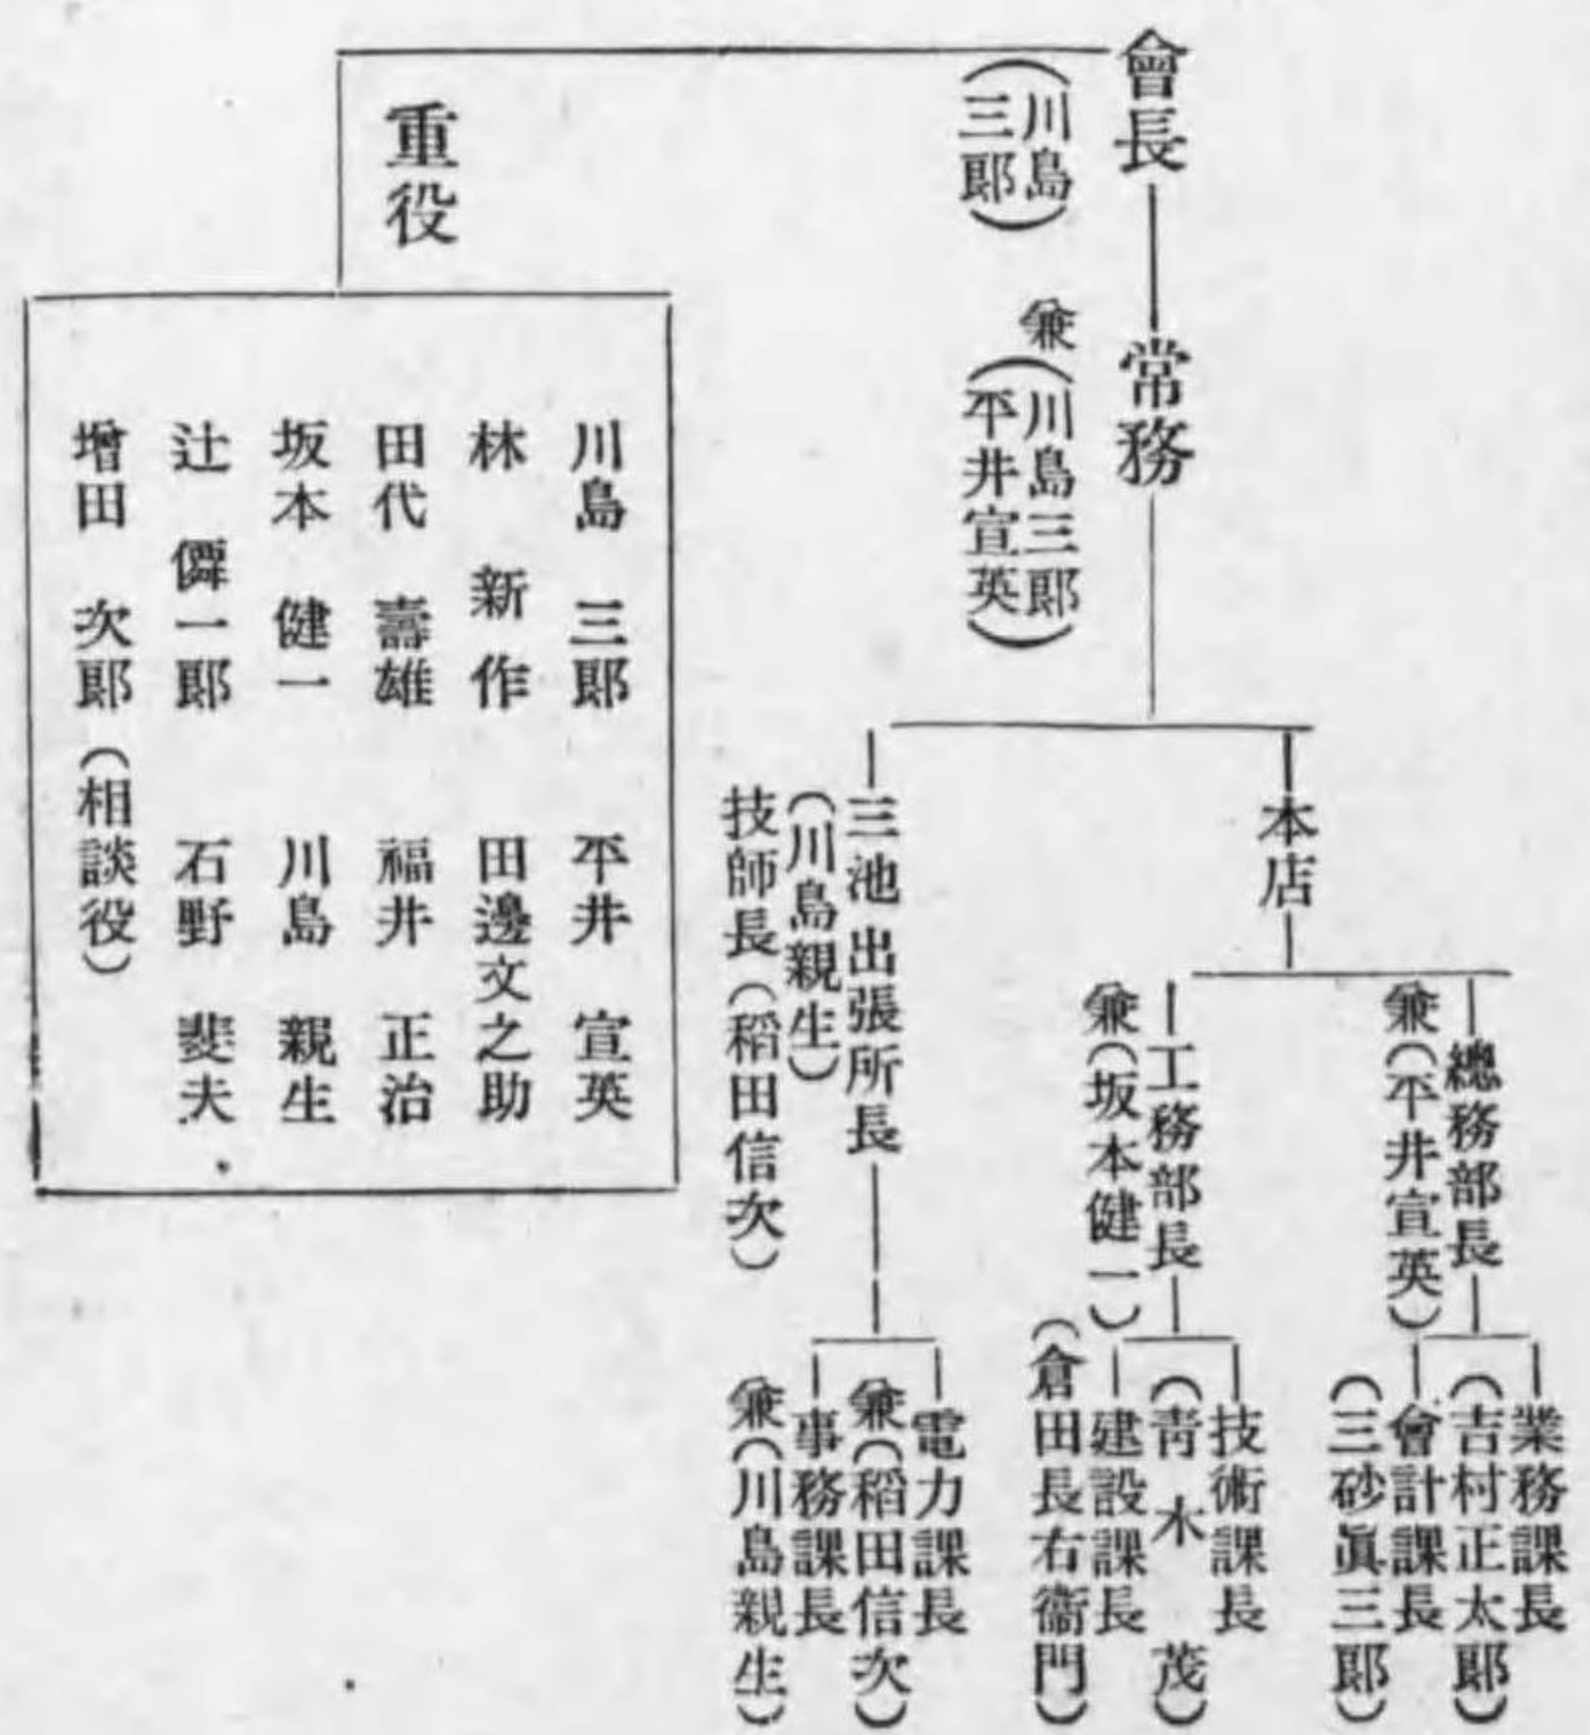 會長
(川島
三郎)
常務
兼(川島三郎
平井宣英)
本店
總務部長
兼(平井宣英)
業務課長
(吉村正太郎)
會計課長
(三砂眞三郎)
工務部長
兼(坂本健一)
技術課長
(靑木茂)
建設課長
(倉田長右衞門)
三池出張所長
(川島親生)
技師長(稻田信次)
電力課長
兼(稻田信次)
事務課長
兼(川島親生)
重役
川島 三郎 平井 宣英
林 新作 田邊文之助
田代 壽雄 福井 正治
坂本 健一 川島 親生
辻 一郎 石野 斐夫
增田 次郎(相談役)